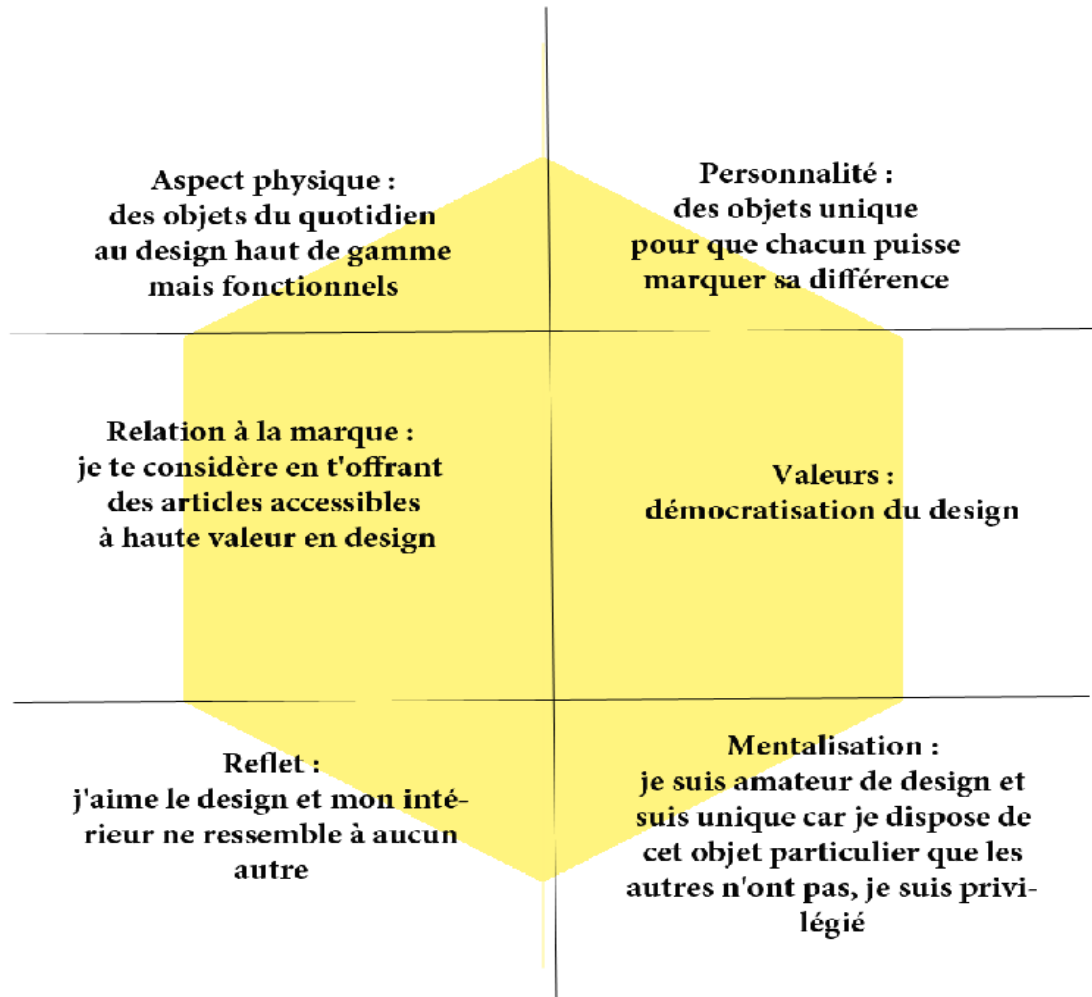 Aspect physique :
des objets du quotidien
au design haut de gamme
mais fonctionnels
Personnalité :
des objets unique
pour que chacun puisse
marquer sa différence
Relation à la marque :
je te considère en t'offrant
des articles accessibles
à haute valeur en design
Valeurs :
démocratisation du design
Reflet :
j'aime le design et mon inté-
rieur ne ressemble à aucun
autre
Mentalisation :
je suis amateur de design et
suis unique car je dispose de
cet objet particulier que les
autres n'ont pas, je suis privi-
légié